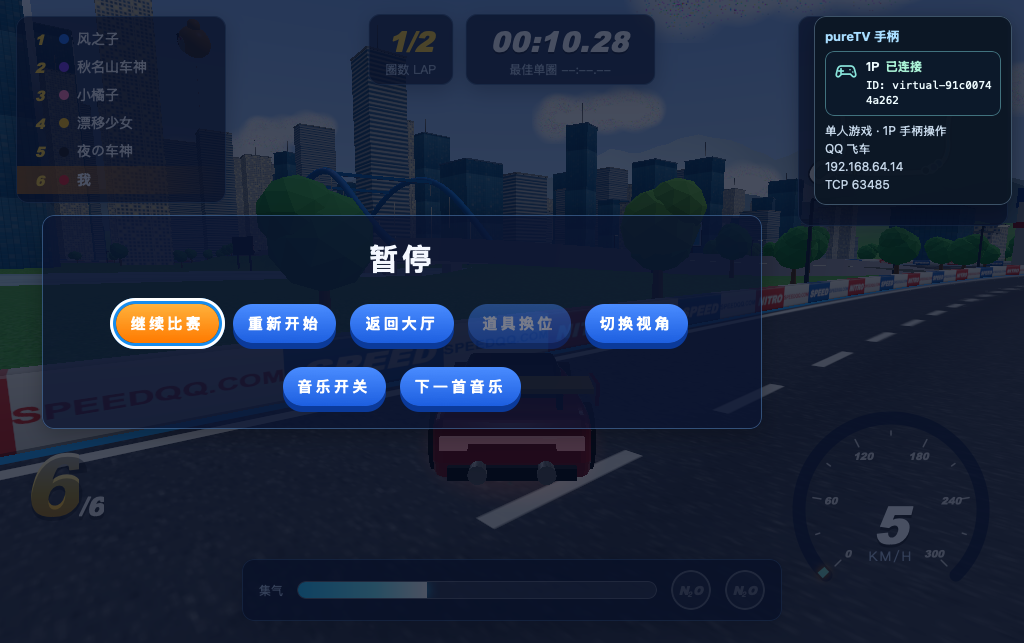 1 风之子
2 秋名山车神
3 小橘子
4 漂移少女
5 夜の车神
6 我
1/2
圈数 LAP
00:10.28
最佳单圈 --:--.--
pureTV 手柄
1P 已连接
ID: virtual-91c0074
4a262
单人游戏 · 1P 手柄操作
QQ 飞车
192.168.64.14
TCP 63485
暂停
继续比赛
重新开始
返回大厅
道具换位
切换视角
音乐开关
下一首音乐
NITRO
SPEED
NITRO
SPEED
SPEEDQQ.COM
6/6
0
60
120
180
240
300
5
KM/H
集气
N₂O
N₂O